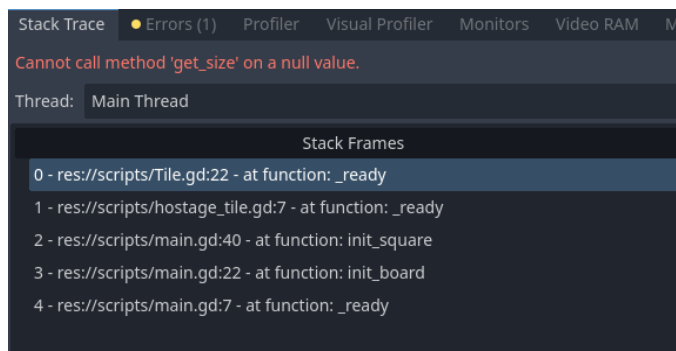 Stack Trace Errors (1) Profiler Visual Profiler Monitors Video RAM M
Cannot call method 'get_size' on a null value.
Thread: Main Thread
Stack Frames
0 - res://scripts/Tile.gd:22 - at function: _ready
1 - res://scripts/hostage_tile.gd:7 - at function: _ready
2 - res://scripts/main.gd:40 - at function: init_square
3 - res://scripts/main.gd:22 - at function: init_board
4 - res://scripts/main.gd:7 - at function: _ready